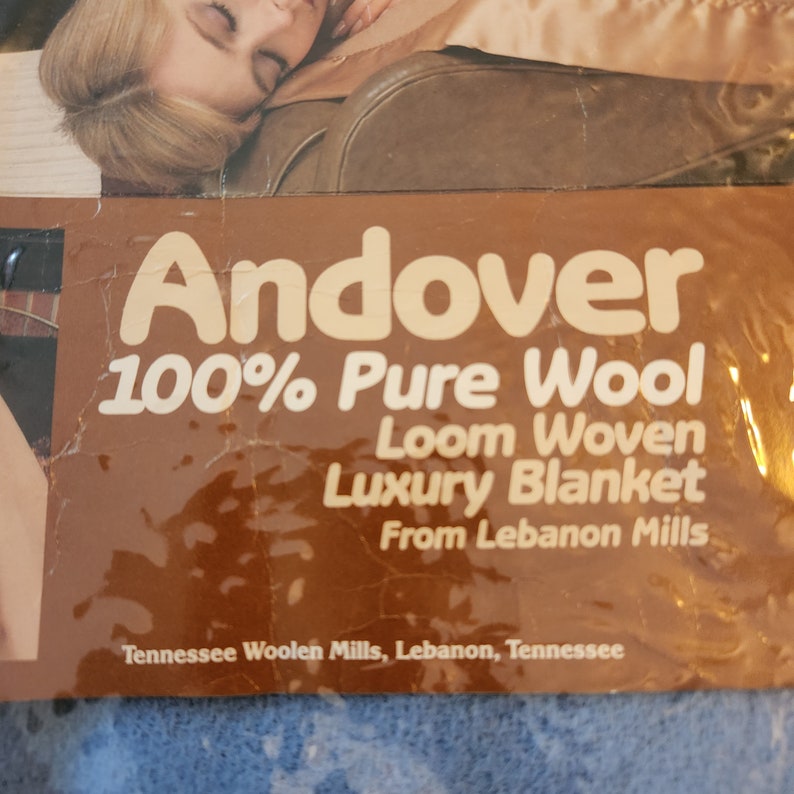 Andover
100% Pure Wool
Loom Woven
Luxury Blanket
From Lebanon Mills
Tennessee Woolen Mills, Lebanon, Tennessee